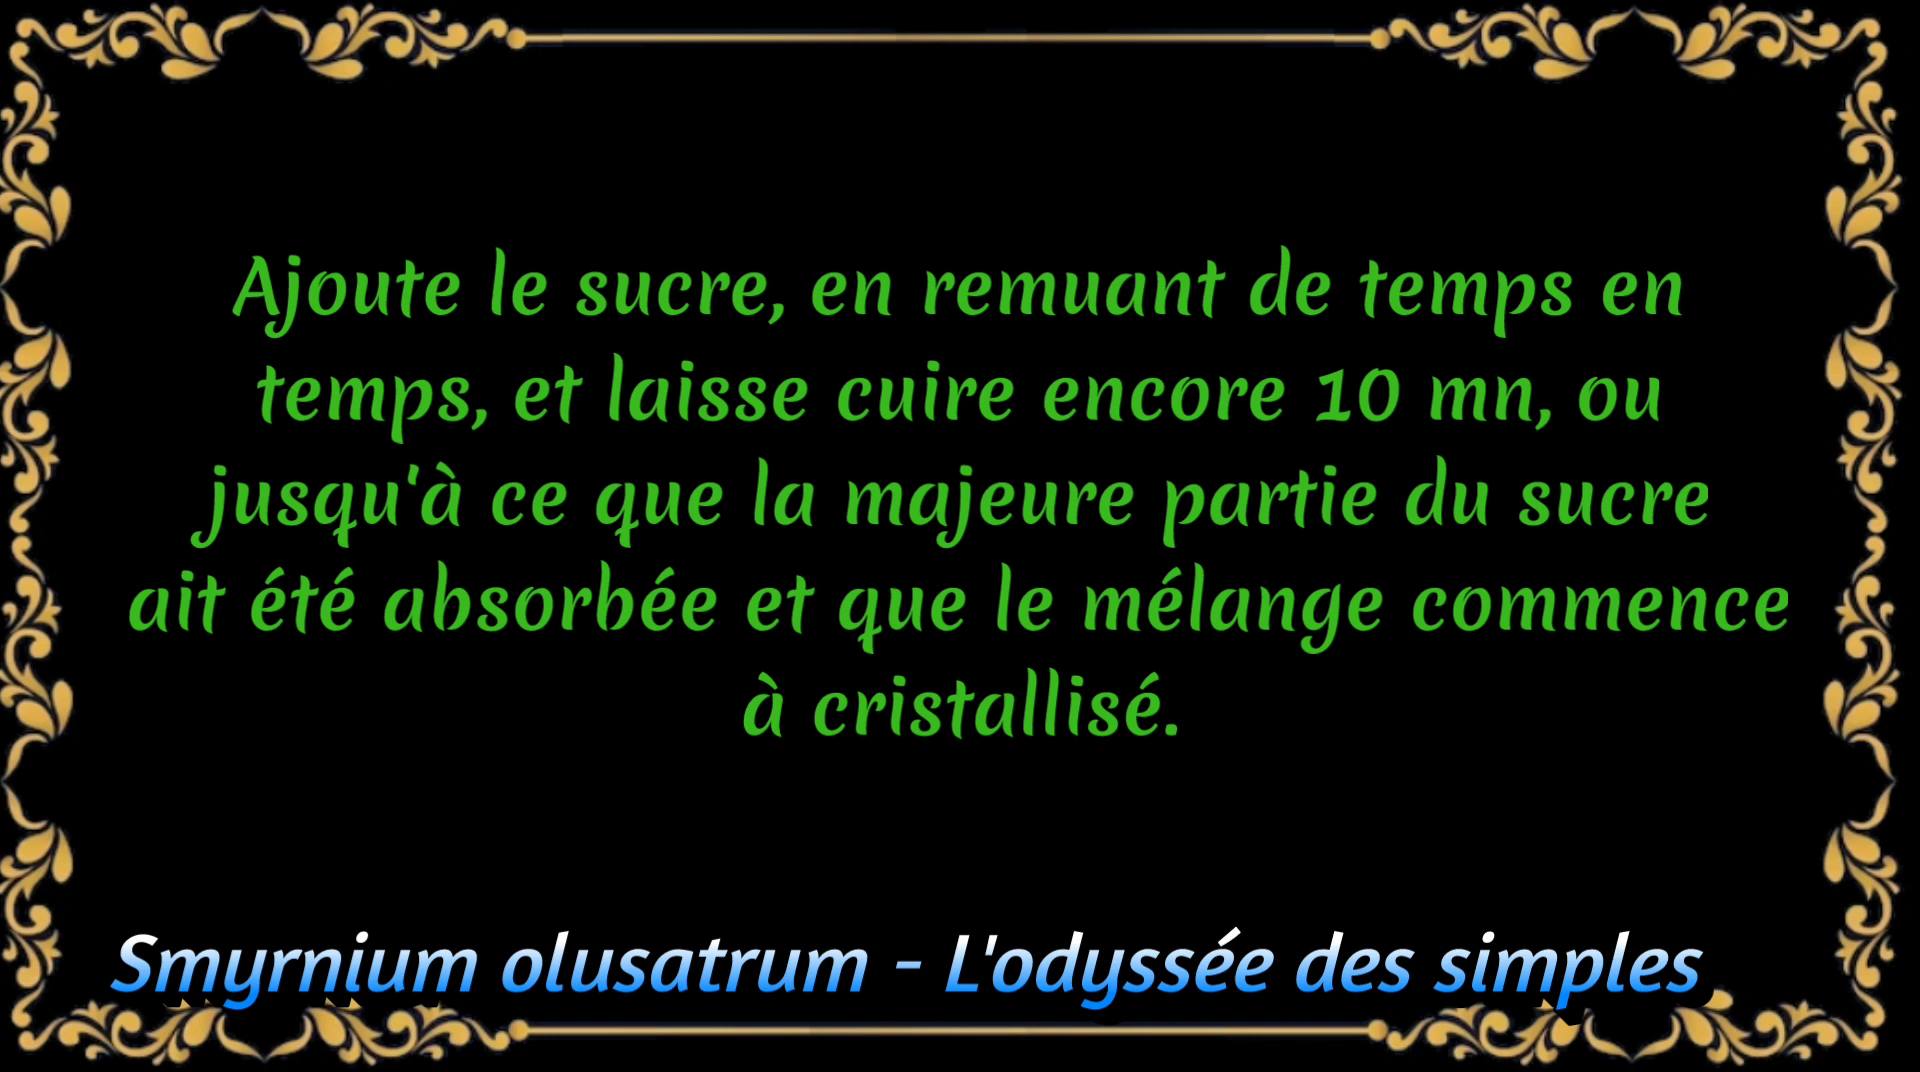 Ajoute le sucre, en remuant de temps en
temps, et laisse cuire encore 10 mn, ou
jusqu'à ce que la majeure partie du sucre
ait été absorbée et que le mélange commence
à cristallisé.
Smyrnium olusatrum - L'odyssée des simples